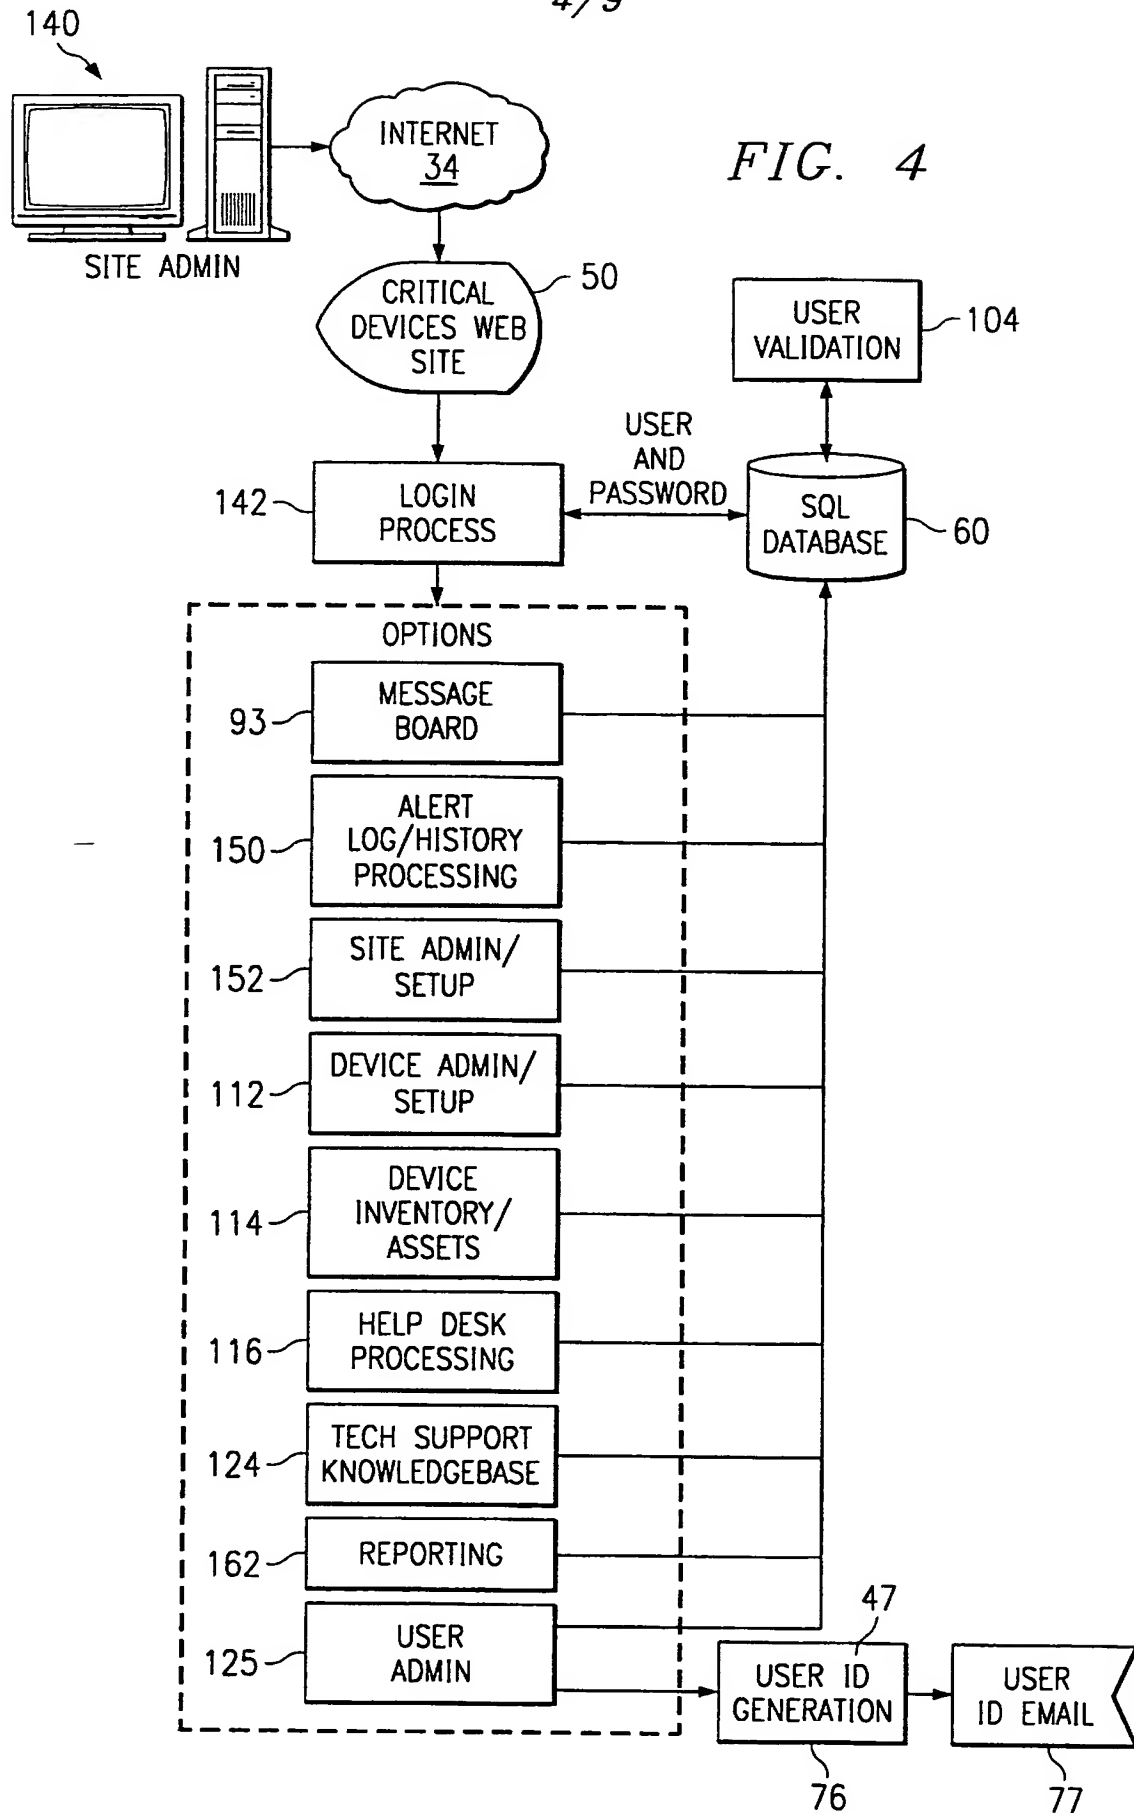 4/9
140
INTERNET
34
FIG. 4
SITE ADMIN
50
CRITICAL
DEVICES WEB
SITE
USER
VALIDATION
104
USER
AND
PASSWORD
142
LOGIN
PROCESS
SQL
DATABASE
60
OPTIONS
93
MESSAGE
BOARD
150
ALERT
LOG/HISTORY
PROCESSING
152
SITE ADMIN/
SETUP
112
DEVICE ADMIN/
SETUP
114
DEVICE
INVENTORY/
ASSETS
116
HELP DESK
PROCESSING
124
TECH SUPPORT
KNOWLEDGEBASE
162
REPORTING
125
USER
ADMIN
47
USER ID
GENERATION
76
USER
ID EMAIL
77